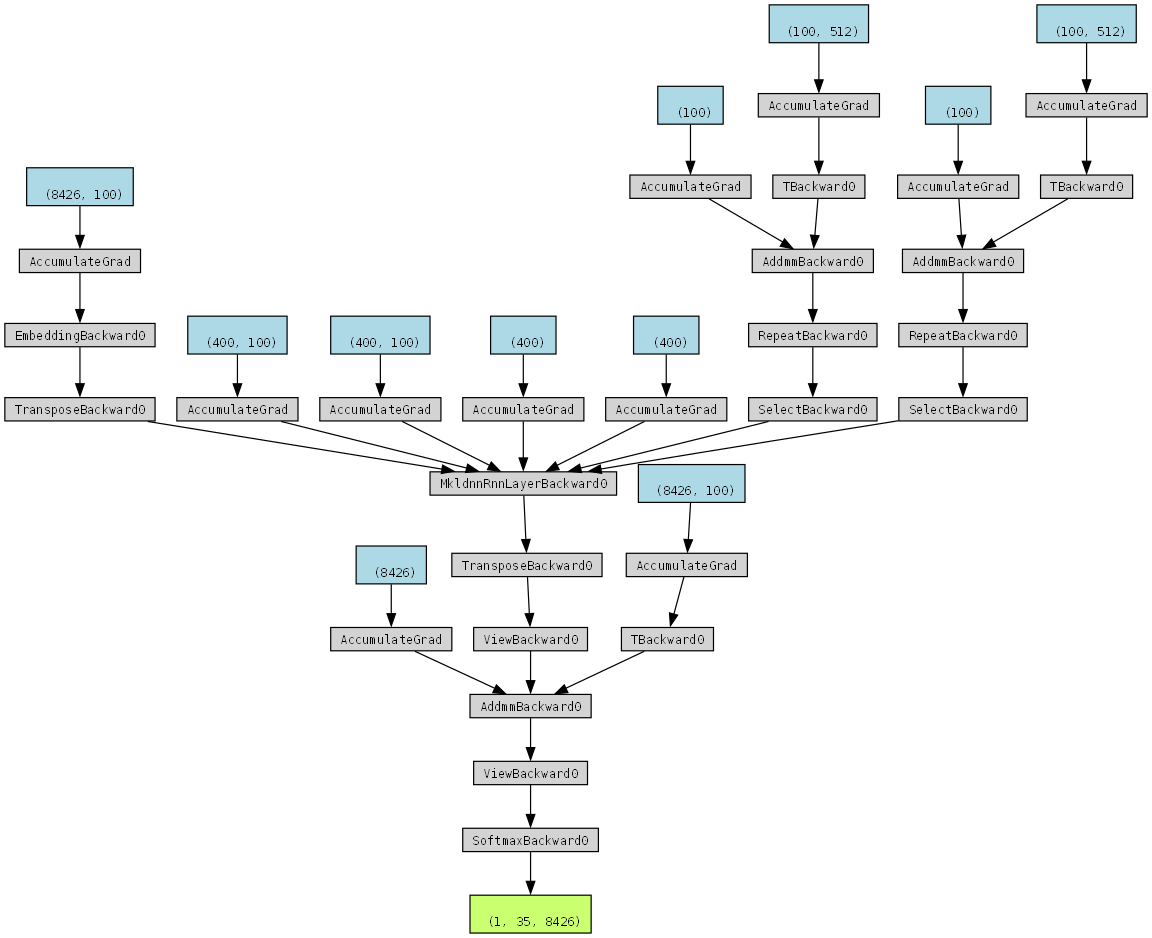 (100, 512)
(100, 512)
(100)
AccumulateGrad
(100)
AccumulateGrad
(8426, 100)
AccumulateGrad
TBackward0
AccumulateGrad
TBackward0
AccumulateGrad
AddmmBackward0
AddmmBackward0
EmbeddingBackward0
(400, 100)
(400, 100)
(400)
(400)
RepeatBackward0
RepeatBackward0
TransposeBackward0
AccumulateGrad
AccumulateGrad
AccumulateGrad
AccumulateGrad
SelectBackward0
SelectBackward0
MkldnnRnnLayerBackward0
(8426, 100)
(8426)
TransposeBackward0
AccumulateGrad
AccumulateGrad
ViewBackward0
TBackward0
AddmmBackward0
ViewBackward0
SoftmaxBackward0
(1, 35, 8426)